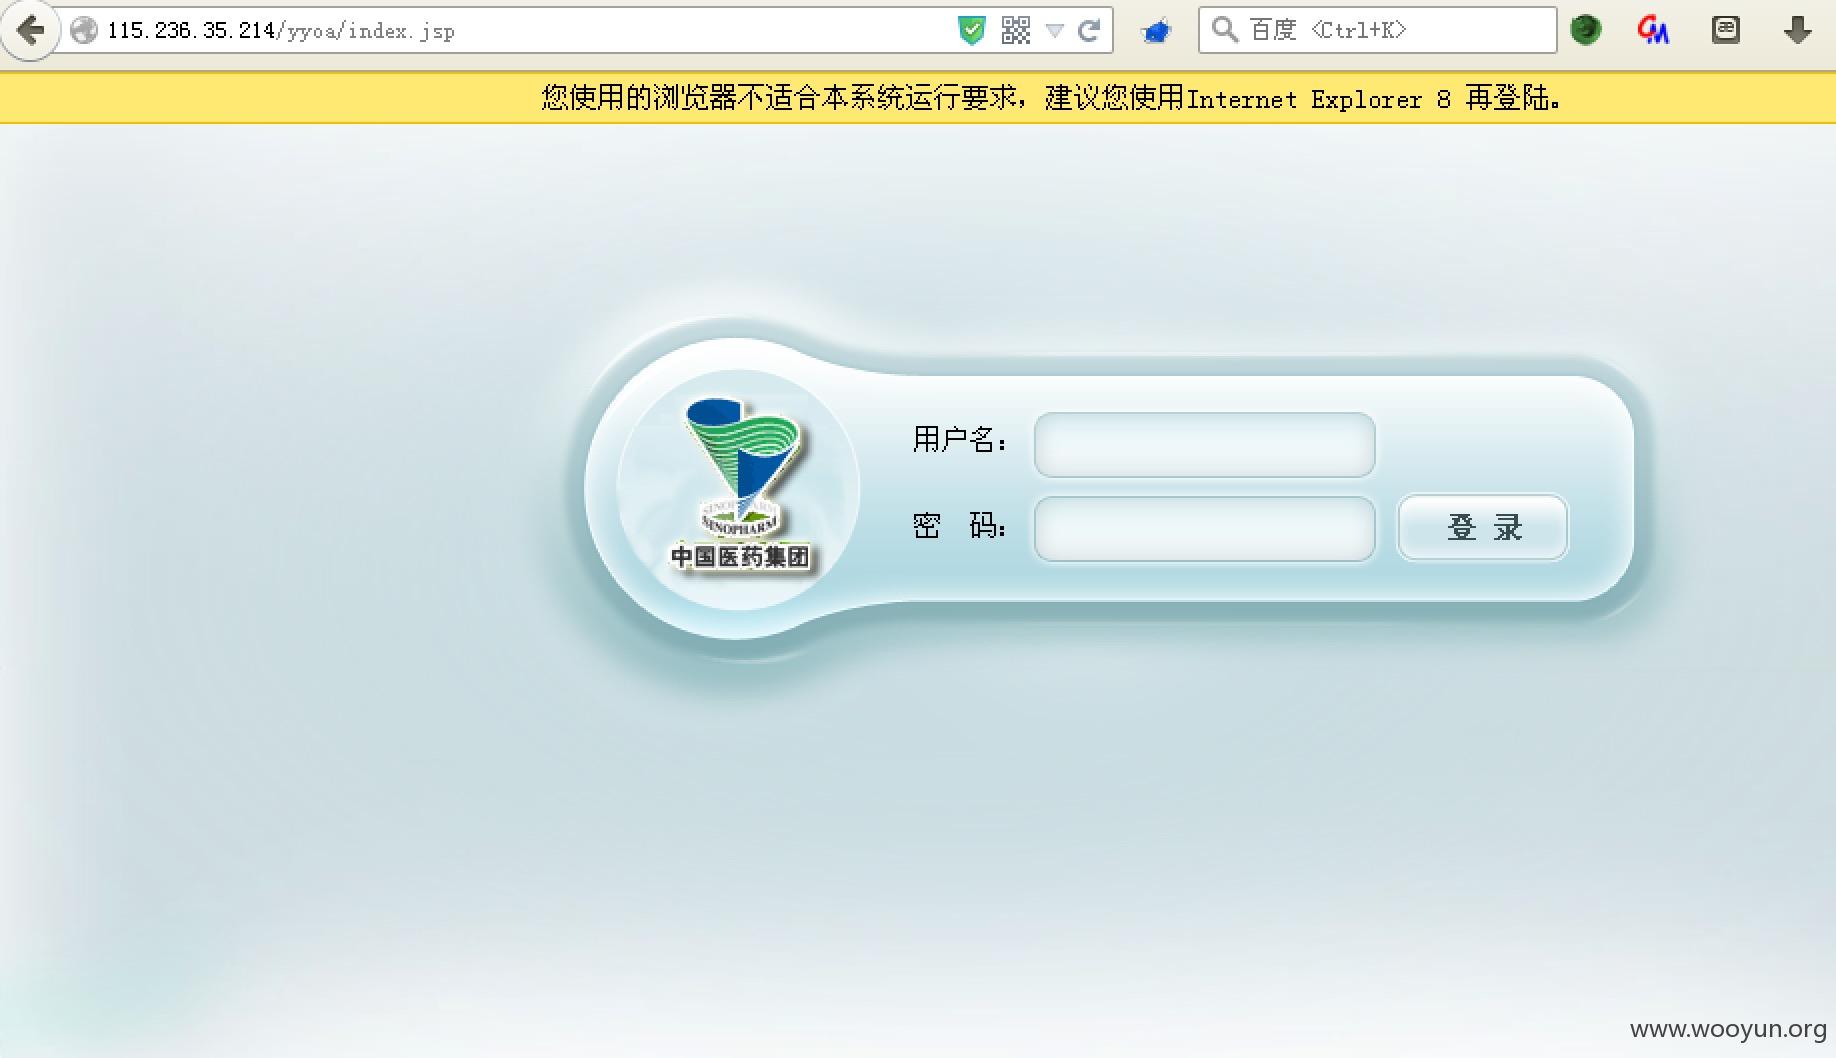 115.236.35.214/yyoa/index.jsp
百度 <Ctrl+K>
您使用的浏览器不适合本系统运行要求，建议您使用Internet Explorer 8 再登陆。
用户名：
SINOPHARM
密 码：
登 录
中国医药集团
www.wooyun.org